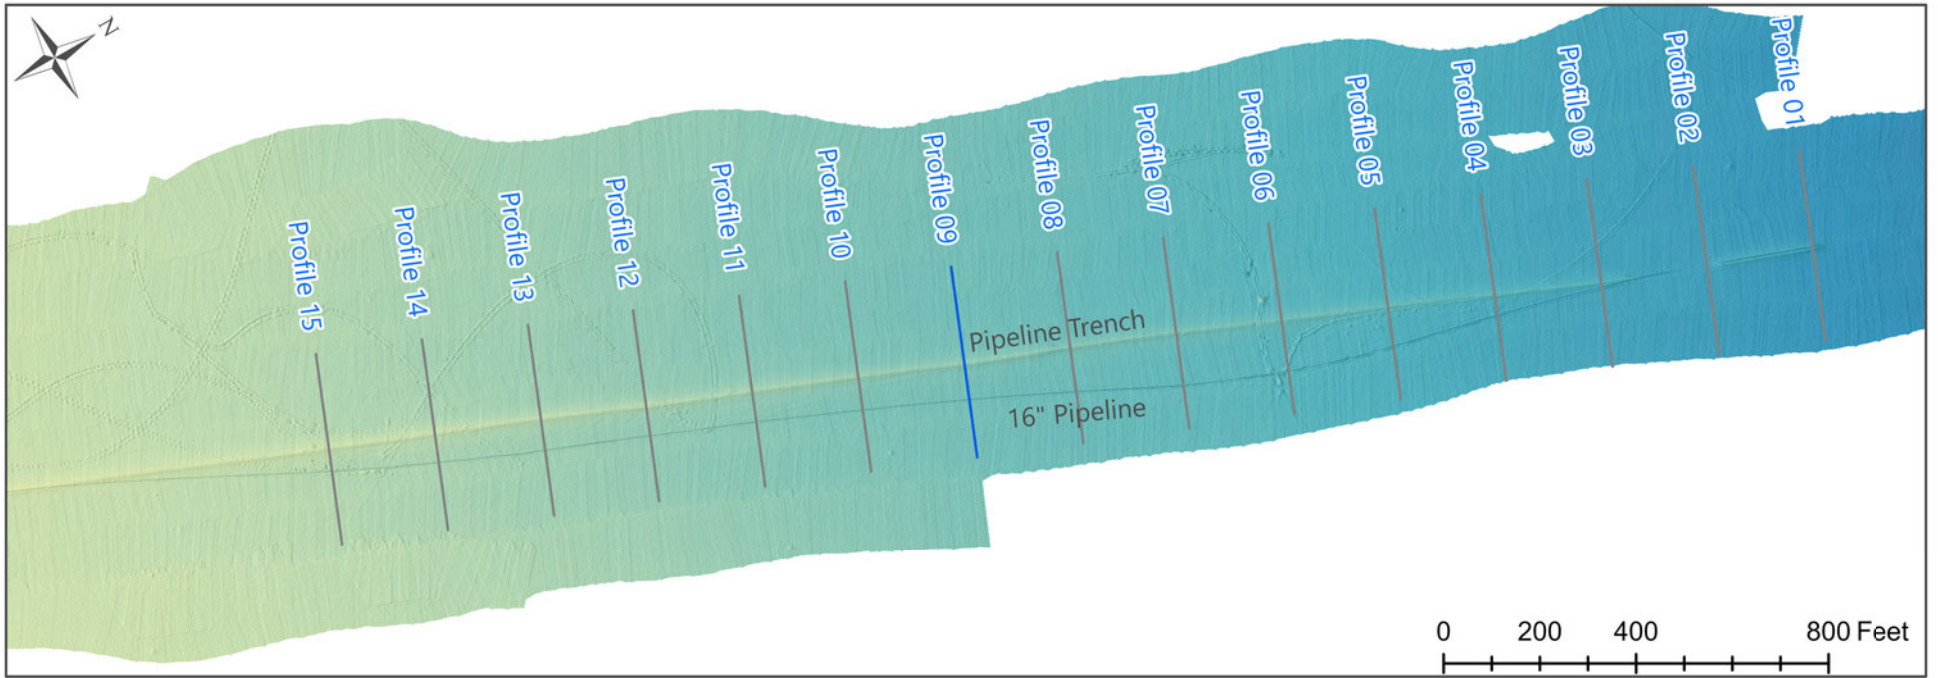 N
Profile 01
Profile 02
Profile 03
Profile 04
Profile 05
Profile 06
Profile 07
Profile 08
Profile 09
Profile 10
Profile 11
Profile 12
Profile 13
Profile 14
Profile 15
Pipeline Trench
16" Pipeline
0 200 400 800 Feet